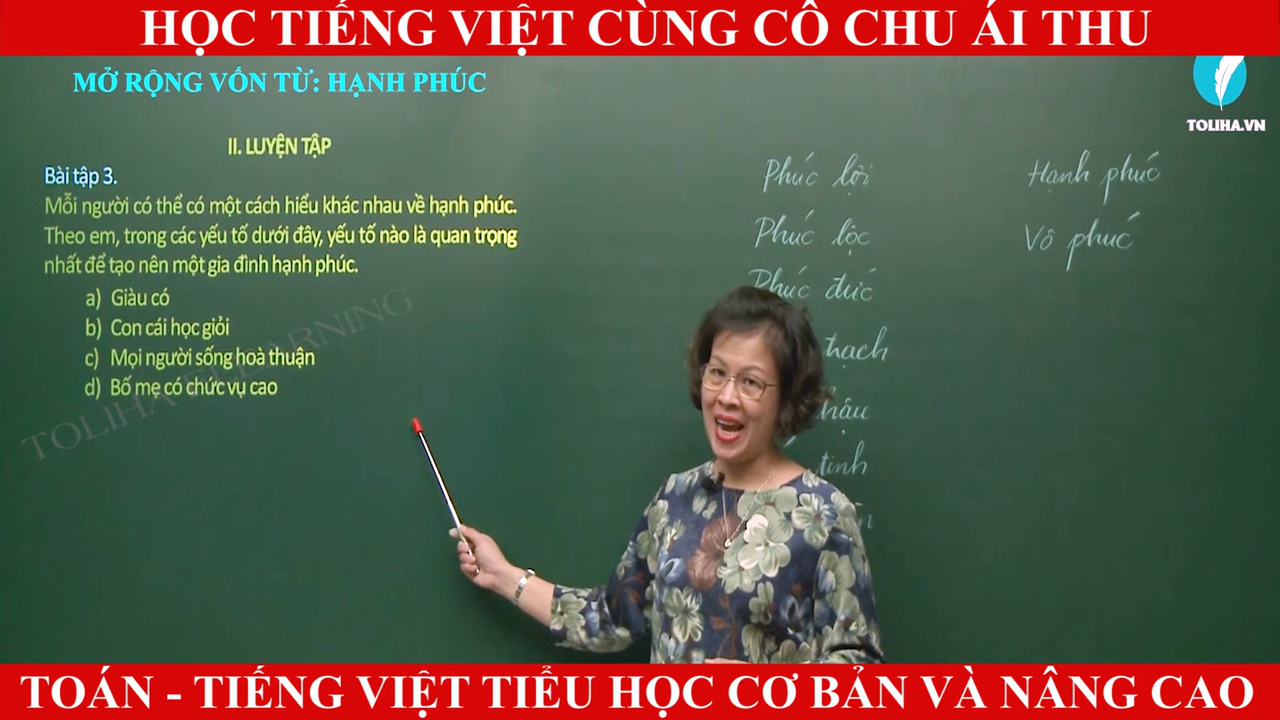 HỌC TIẾNG VIỆT CÙNG CÔ CHU ÁI THU
MỞ RỘNG VỐN TỪ: HẠNH PHÚC
TOLIHA.VN
II. LUYỆN TẬP
Bài tập 3.
Mỗi người có thể có một cách hiểu khác nhau về hạnh phúc.
Theo em, trong các yếu tố dưới đây, yếu tố nào là quan trọng
nhất để tạo nên một gia đình hạnh phúc.
a) Giàu có
b) Con cái học giỏi
c) Mọi người sống hoà thuận
d) Bố mẹ có chức vụ cao
TOLIHA ELEARNING
Phúc lợi
Phúc lộc
Phúc đức
trạch
hậu
tinh
Hạnh phúc
Vô phúc
TOÁN - TIẾNG VIỆT TIỂU HỌC CƠ BẢN VÀ NÂNG CAO